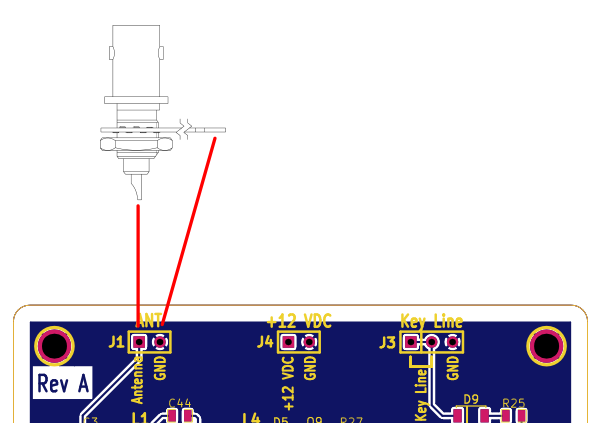 ANT
+12 VDC
Key Line
J1
J4
J3
Antenna
GND
+12 VDC
GND
Key Line
GND
Rev A
C44
D9
R25
C3
L1
L4
D5
Q9
R27